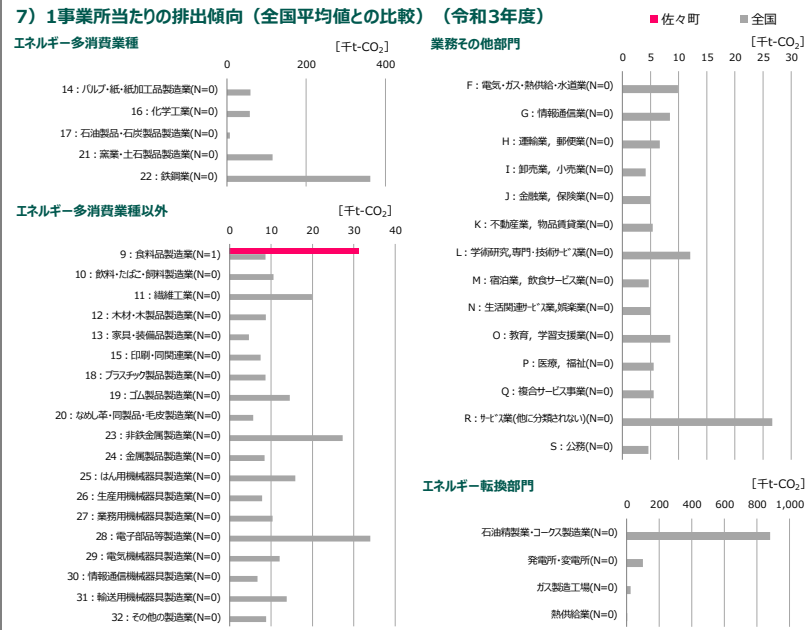 7）1事業所当たりの排出傾向（全国平均値との比較）（令和3年度）
■佐々町 ■全国
エネルギー多消費業種
[千t-CO₂]
0 200 400
14：パルプ・紙・紙加工品製造業(N=0)
16：化学工業(N=0)
17：石油製品・石炭製品製造業(N=0)
21：窯業・土石製品製造業(N=0)
22：鉄鋼業(N=0)
エネルギー多消費業種以外
[千t-CO₂]
0 10 20 30 40
9：食料品製造業(N=1)
10：飲料・たばこ・飼料製造業(N=0)
11：繊維工業(N=0)
12：木材・木製品製造業(N=0)
13：家具・装備品製造業(N=0)
15：印刷・同関連業(N=0)
18：プラスチック製品製造業(N=0)
19：ゴム製品製造業(N=0)
20：なめし革・同製品・毛皮製造業(N=0)
23：非鉄金属製造業(N=0)
24：金属製品製造業(N=0)
25：はん用機械器具製造業(N=0)
26：生産用機械器具製造業(N=0)
27：業務用機械器具製造業(N=0)
28：電子部品等製造業(N=0)
29：電気機械器具製造業(N=0)
30：情報通信機械器具製造業(N=0)
31：輸送用機械器具製造業(N=0)
32：その他の製造業(N=0)
業務その他部門
[千t-CO₂]
0 5 10 15 20 25 30
F：電気・ガス・熱供給・水道業(N=0)
G：情報通信業(N=0)
H：運輸業，郵便業(N=0)
I：卸売業，小売業(N=0)
J：金融業，保険業(N=0)
K：不動産業，物品賃貸業(N=0)
L：学術研究,専門・技術ｻｰﾋﾞｽ業(N=0)
M：宿泊業，飲食サービス業(N=0)
N：生活関連ｻｰﾋﾞｽ業,娯楽業(N=0)
O：教育，学習支援業(N=0)
P：医療，福祉(N=0)
Q：複合サービス事業(N=0)
R：ｻｰﾋﾞｽ業(他に分類されない)(N=0)
S：公務(N=0)
エネルギー転換部門
[千t-CO₂]
0 200 400 600 800 1,000
石油精製業・コークス製造業(N=0)
発電所・変電所(N=0)
ガス製造工場(N=0)
熱供給業(N=0)